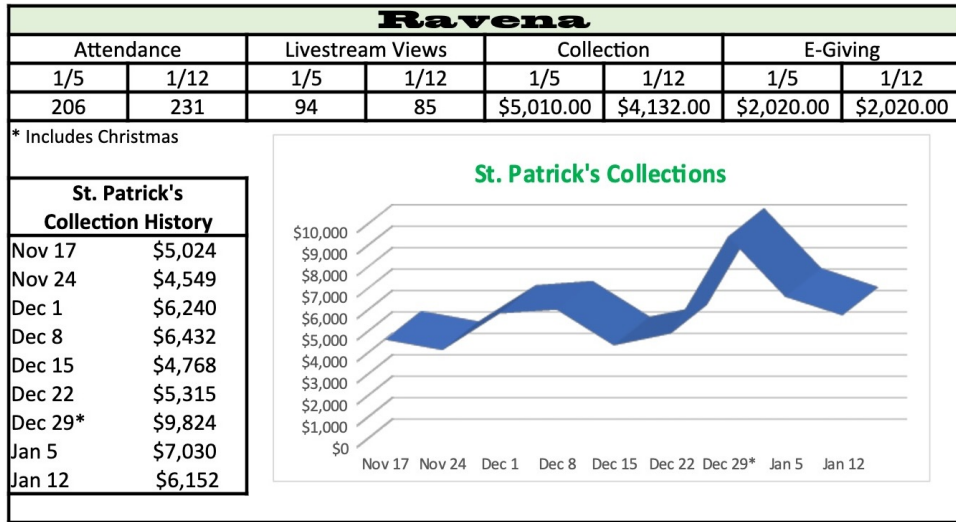 Ravena
Attendance Livestream Views Collection E-Giving
1/5 1/12 1/5 1/12 1/5 1/12 1/5 1/12
206 231 94 85 $5,010.00 $4,132.00 $2,020.00 $2,020.00
* Includes Christmas
St. Patrick's
Collection History
Nov 17 $5,024
Nov 24 $4,549
Dec 1 $6,240
Dec 8 $6,432
Dec 15 $4,768
Dec 22 $5,315
Dec 29* $9,824
Jan 5 $7,030
Jan 12 $6,152
St. Patrick's Collections
$10,000
$9,000
$8,000
$7,000
$6,000
$5,000
$4,000
$3,000
$2,000
$1,000
$0
Nov 17 Nov 24 Dec 1 Dec 8 Dec 15 Dec 22 Dec 29* Jan 5 Jan 12